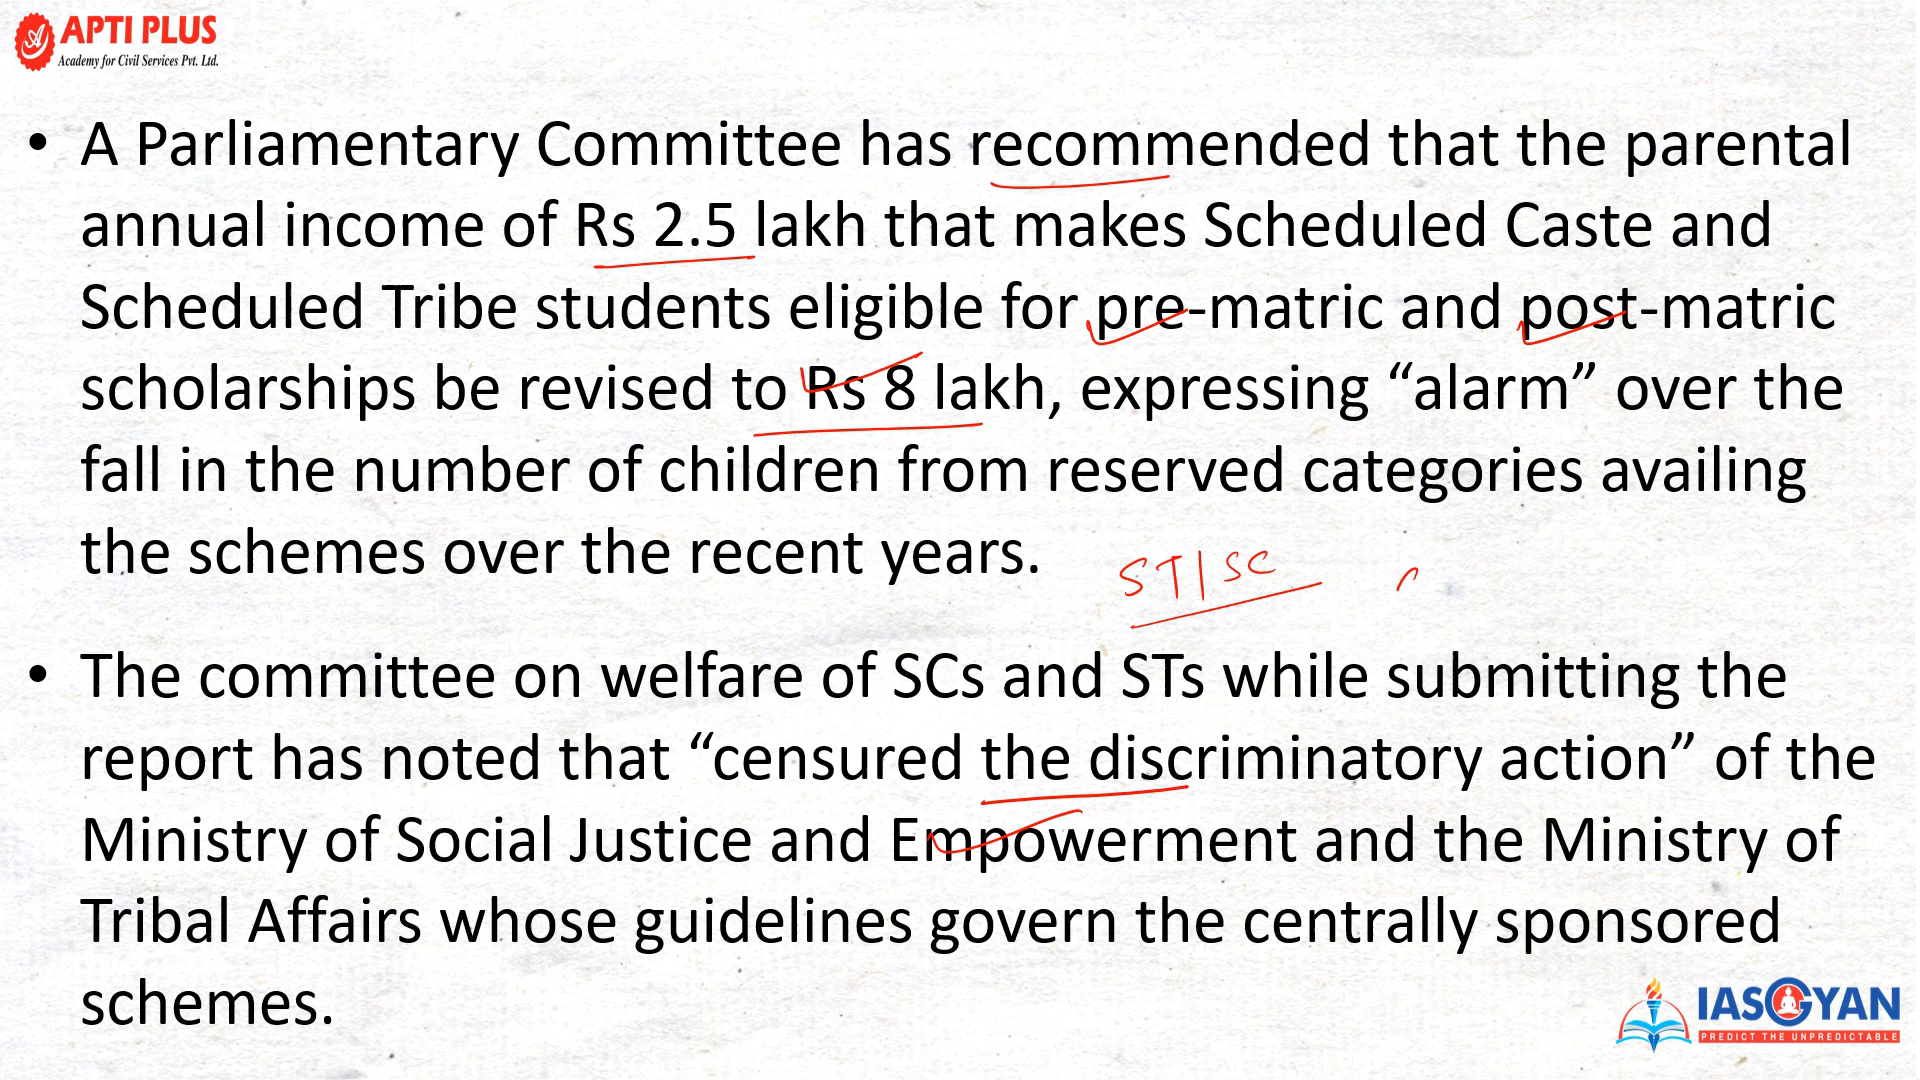 APTI PLUS
Academy for Civil Services Pvt. Ltd.
• A Parliamentary Committee has recommended that the parental
annual income of Rs 2.5 lakh that makes Scheduled Caste and
Scheduled Tribe students eligible for pre-matric and post-matric
scholarships be revised to Rs 8 lakh, expressing “alarm” over the
fall in the number of children from reserved categories availing
the schemes over the recent years.
ST|SC
• The committee on welfare of SCs and STs while submitting the
report has noted that “censured the discriminatory action” of the
Ministry of Social Justice and Empowerment and the Ministry of
Tribal Affairs whose guidelines govern the centrally sponsored
schemes.
IASGYAN
PREDICT THE UNPREDICTABLE